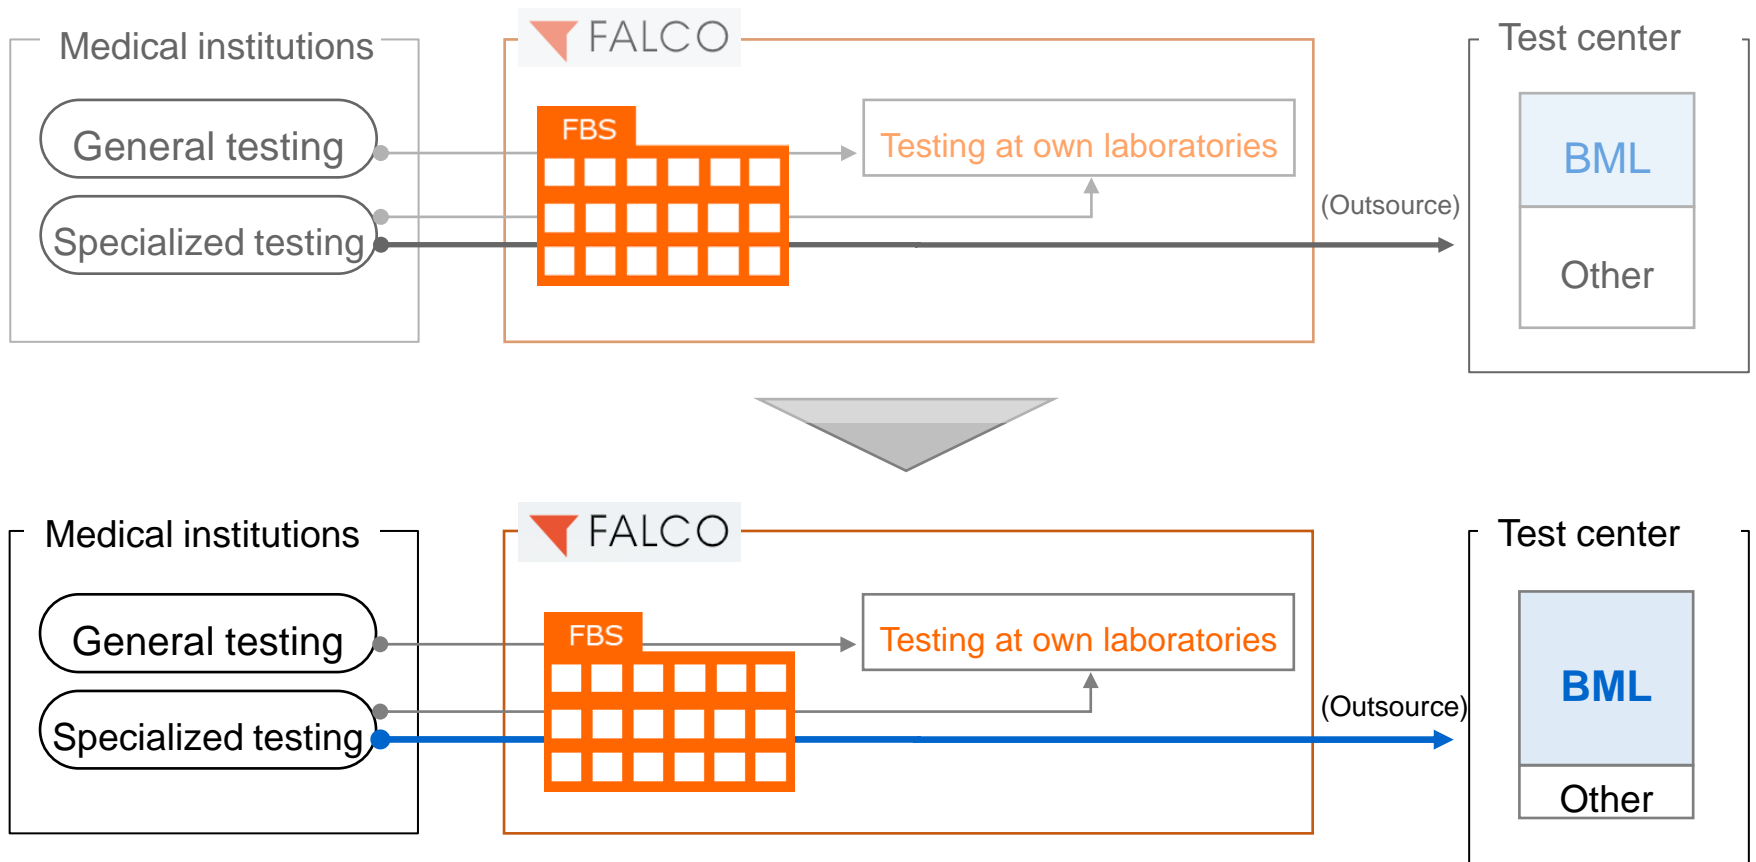 Medical institutions
FALCO
Test center
General testing
FBS
Testing at own laboratories
BML
Specialized testing
(Outsource)
Other
Medical institutions
FALCO
Test center
General testing
FBS
Testing at own laboratories
BML
Specialized testing
(Outsource)
Other